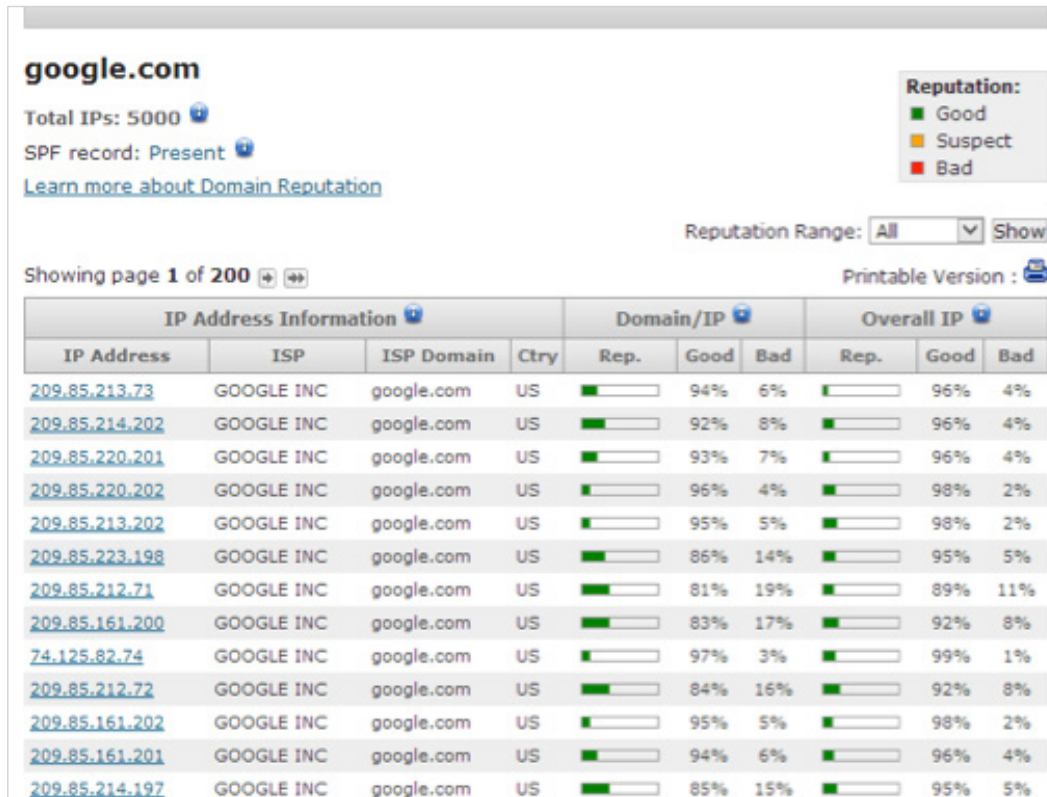 google.com
Total IPs: 5000
SPF record: Present
Learn more about Domain Reputation
Reputation:
Good
Suspect
Bad
Reputation Range: All Show
Showing page 1 of 200
Printable Version :
IP Address Information Domain/IP Overall IP
IP Address ISP ISP Domain Ctry Rep. Good Bad Rep. Good Bad
209.85.213.73 GOOGLE INC google.com US 94% 6% 96% 4%
209.85.214.202 GOOGLE INC google.com US 92% 8% 96% 4%
209.85.220.201 GOOGLE INC google.com US 93% 7% 96% 4%
209.85.220.202 GOOGLE INC google.com US 96% 4% 98% 2%
209.85.213.202 GOOGLE INC google.com US 95% 5% 98% 2%
209.85.223.198 GOOGLE INC google.com US 86% 14% 95% 5%
209.85.212.71 GOOGLE INC google.com US 81% 19% 89% 11%
209.85.161.200 GOOGLE INC google.com US 83% 17% 92% 8%
74.125.82.74 GOOGLE INC google.com US 97% 3% 99% 1%
209.85.212.72 GOOGLE INC google.com US 84% 16% 92% 8%
209.85.161.202 GOOGLE INC google.com US 95% 5% 98% 2%
209.85.161.201 GOOGLE INC google.com US 94% 6% 96% 4%
209.85.214.197 GOOGLE INC google.com US 85% 15% 95% 5%